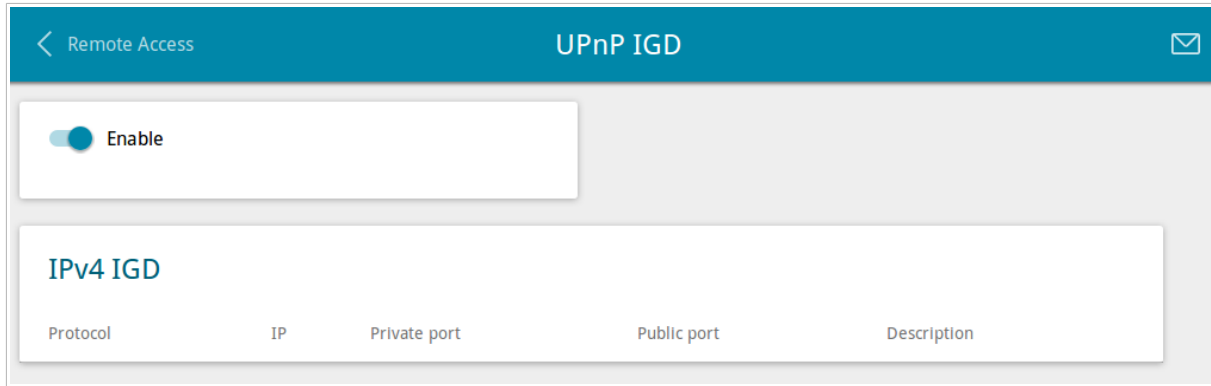 Remote Access UPnP IGD
Enable
IPv4 IGD
Protocol IP Private port Public port Description